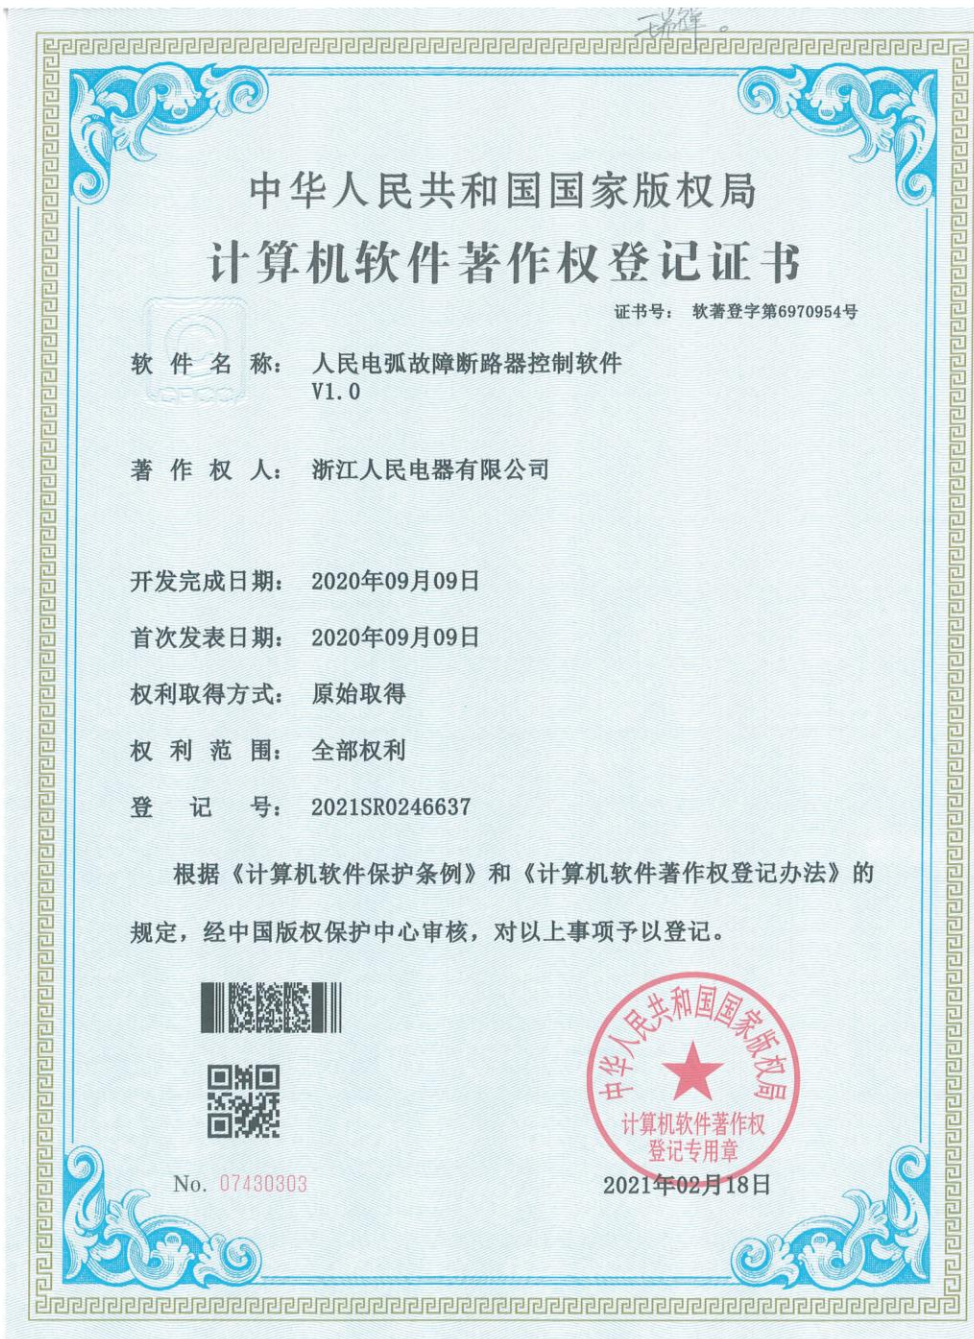 中华人民共和国国家版权局
计算机软件著作权登记证书
证书号： 软著登字第6970954号
软件名称： 人民电弧故障断路器控制软件
V1.0
著作权人： 浙江人民电器有限公司
开发完成日期： 2020年09月09日
首次发表日期： 2020年09月09日
权利取得方式： 原始取得
权利范围： 全部权利
登记号： 2021SR0246637
根据《计算机软件保护条例》和《计算机软件著作权登记办法》的
规定，经中国版权保护中心审核，对以上事项予以登记。
中华人民共和国国家版权局
计算机软件著作权
登记专用章
No. 07430303
2021年02月18日